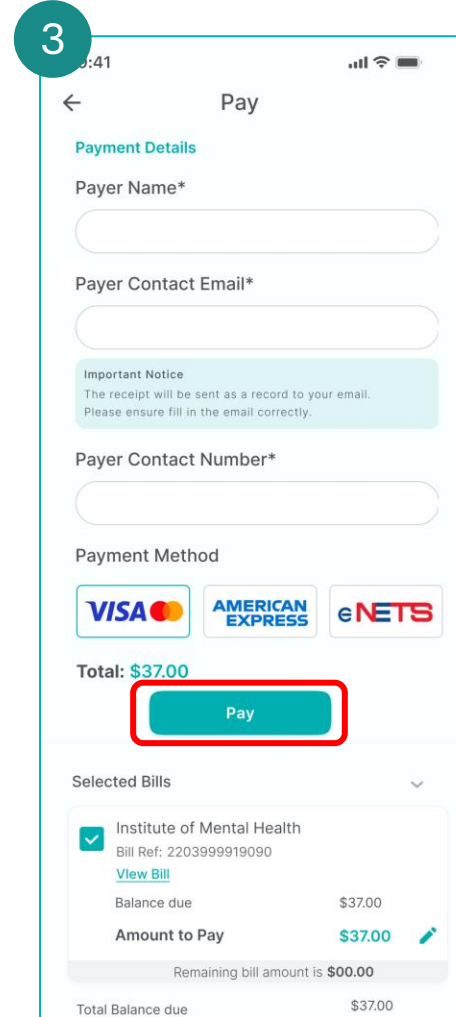 3
9:41
Pay
Payment Details
Payer Name*
Payer Contact Email*
Important Notice
The receipt will be sent as a record to your email.
Please ensure fill in the email correctly.
Payer Contact Number*
Payment Method
VISA AMERICAN EXPRESS eNETS
Total: $37.00
Pay
Selected Bills
Institute of Mental Health
Bill Ref: 2203999919090
VIew Bill
Balance due $37.00
Amount to Pay $37.00
Remaining bill amount is $00.00
Total Balance due $37.00